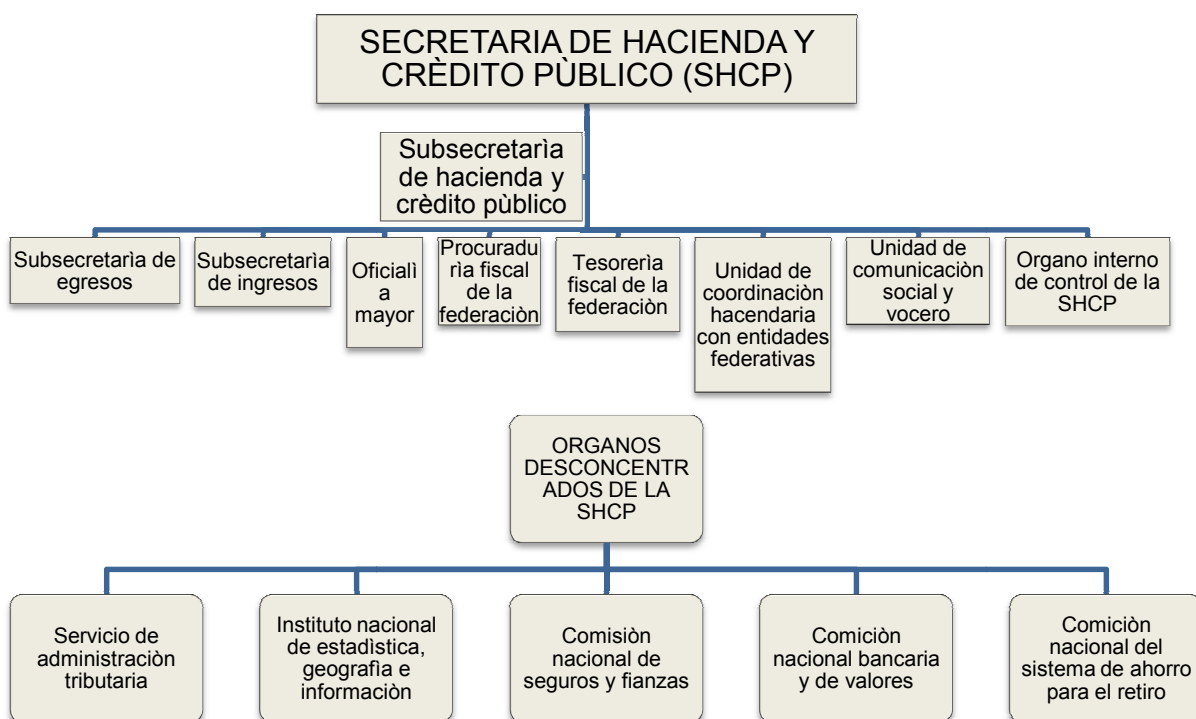 SECRETARIA DE HACIENDA Y
CRÈDITO PÙBLICO (SHCP)
Subsecretarìa
de hacienda y
crèdito pùblico
Subsecretarìa de
egresos
Subsecretarìa
de ingresos
Oficialì
a
mayor
Procuradu
rìa fiscal
de la
federaciòn
Tesorerìa
fiscal de la
federaciòn
Unidad de
coordinaciòn
hacendaria
con entidades
federativas
Unidad de
comunicaciòn
social y
vocero
Organo interno
de control de la
SHCP
ORGANOS
DESCONCENTR
ADOS DE LA
SHCP
Servicio de
administraciòn
tributaria
Instituto nacional
de estadìstica,
geografìa e
informaciòn
Comisiòn
nacional de
seguros y fianzas
Comiciòn
nacional bancaria
y de valores
Comiciòn
nacional del
sistema de ahorro
para el retiro